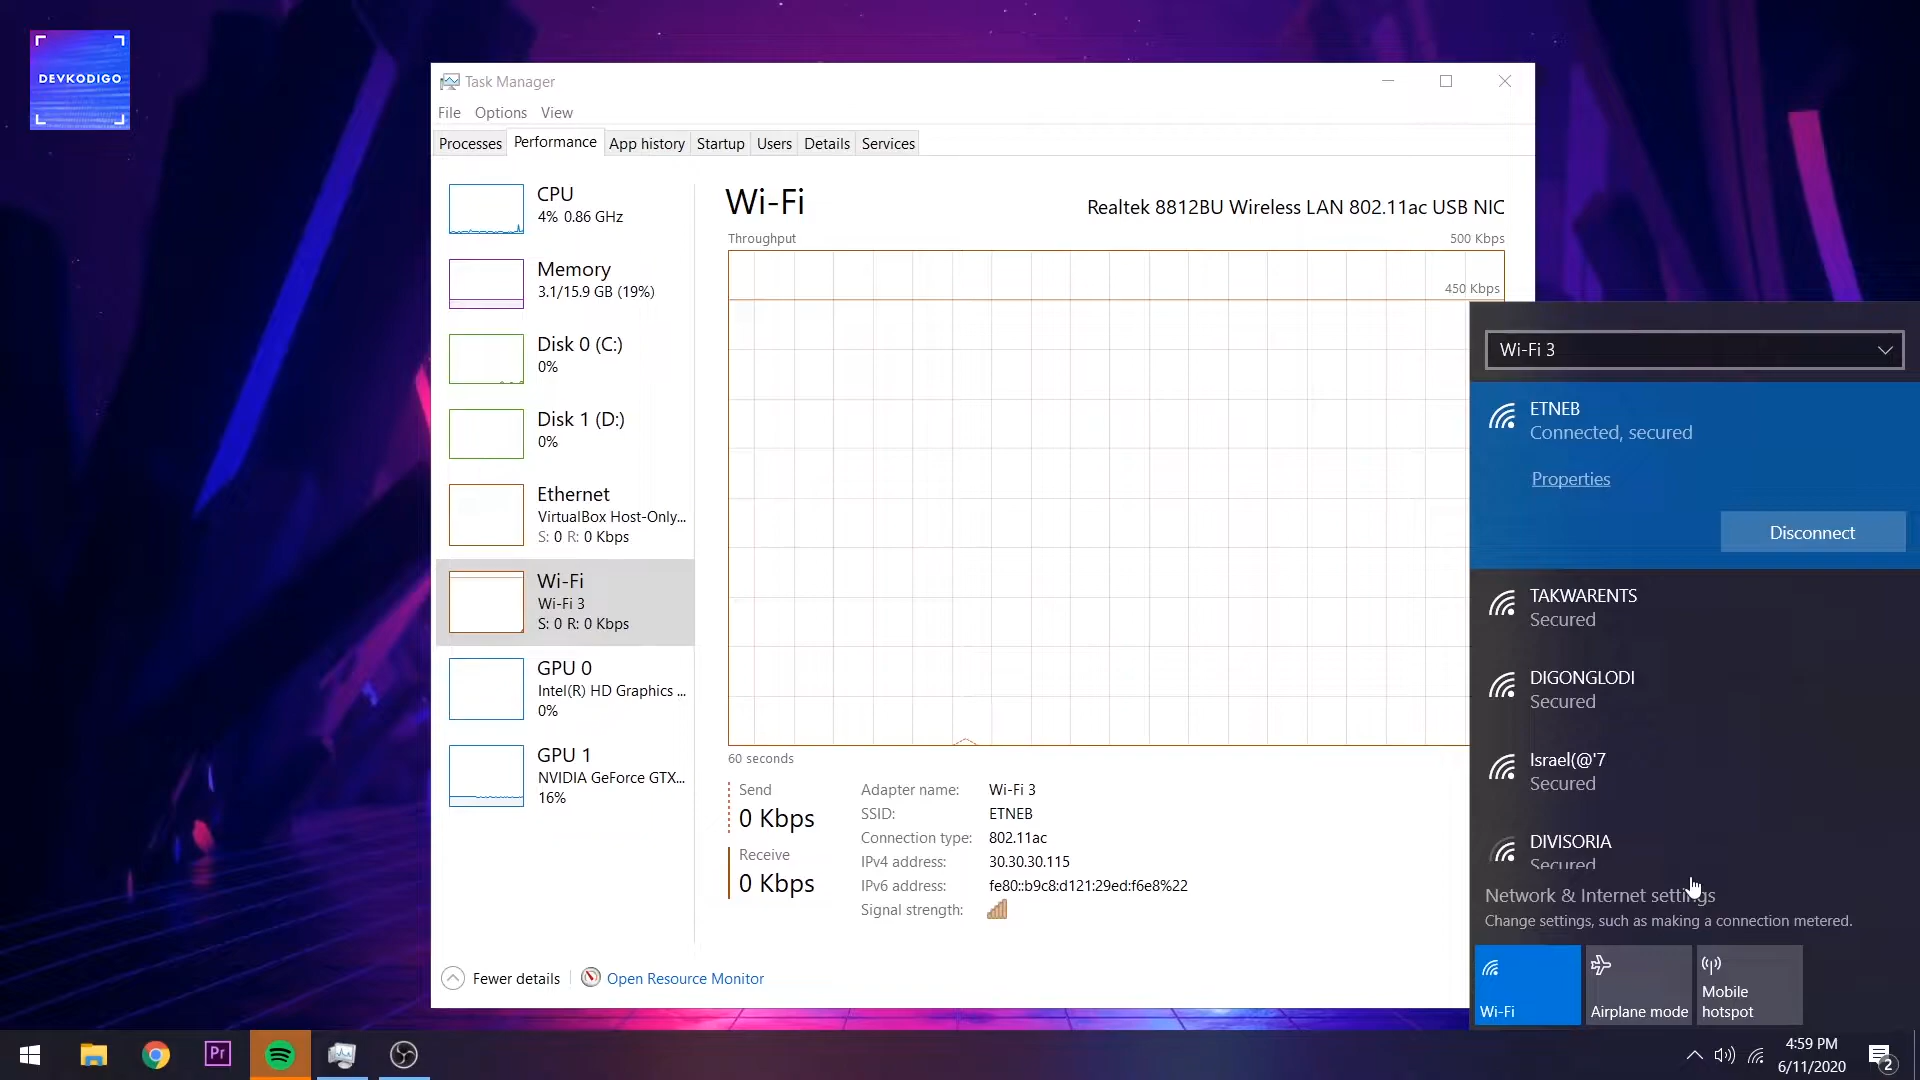 DEVKODIGO
Task Manager
File Options View
Processes Performance App history Startup Users Details Services
CPU
4% 0.86 GHz
Memory
3.1/15.9 GB (19%)
Disk 0 (C:)
0%
Disk 1 (D:)
0%
Ethernet
VirtualBox Host-Only...
S: 0 R: 0 Kbps
Wi-Fi
Wi-Fi 3
S: 0 R: 0 Kbps
GPU 0
Intel(R) HD Graphics ...
0%
GPU 1
NVIDIA GeForce GTX...
16%
Wi-Fi
Realtek 8812BU Wireless LAN 802.11ac USB NIC
Throughput
500 Kbps
450 Kbps
60 seconds
Send
0 Kbps
Receive
0 Kbps
Adapter name: Wi-Fi 3
SSID: ETNEB
Connection type: 802.11ac
IPv4 address: 30.30.30.115
IPv6 address: fe80::b9c8:d121:29ed:f6e8%22
Signal strength:
Fewer details
Open Resource Monitor
Wi-Fi 3
ETNEB
Connected, secured
Properties
Disconnect
TAKWARENTS
Secured
DIGONGLODI
Secured
Israel(@'7
Secured
DIVISORIA
Secured
Network & Internet settings
Change settings, such as making a connection metered.
Wi-Fi
Airplane mode
Mobile
hotspot
Pr
4:59 PM
6/11/2020
2